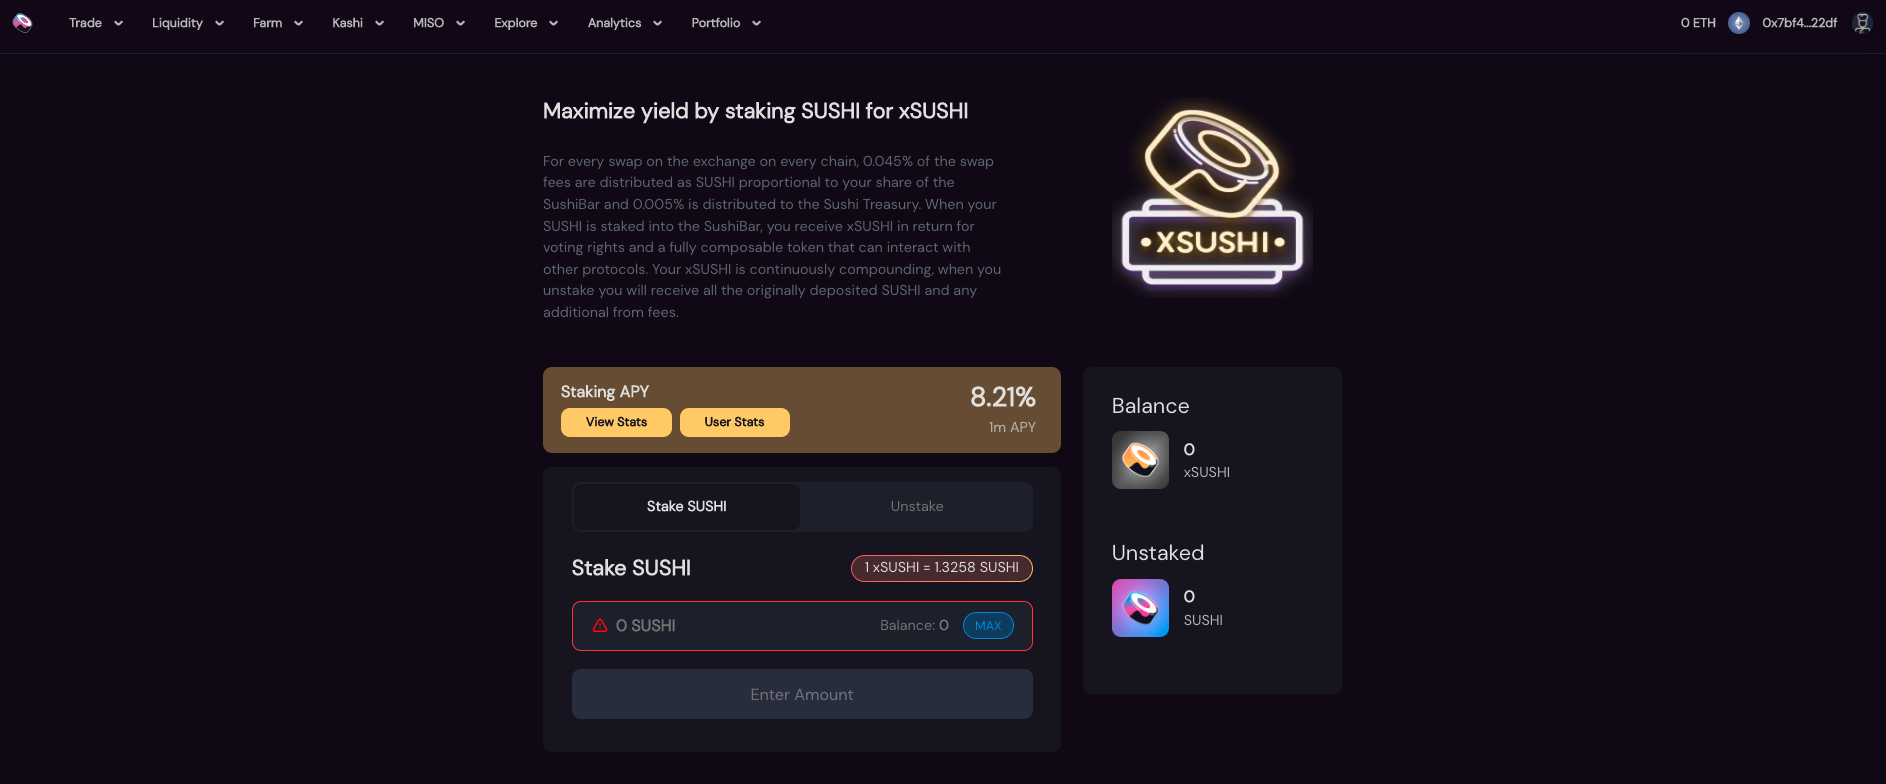 Trade
Liquidity
Farm
Kashi
MISO
Explore
Analytics
Portfolio
0 ETH
0x7bf4...22df
Maximize yield by staking SUSHI for xSUSHI
For every swap on the exchange on every chain, 0.045% of the swap
fees are distributed as SUSHI proportional to your share of the
SushiBar and 0.005% is distributed to the Sushi Treasury. When your
SUSHI is staked into the SushiBar, you receive xSUSHI in return for
voting rights and a fully composable token that can interact with
other protocols. Your xSUSHI is continuously compounding, when you
unstake you will receive all the originally deposited SUSHI and any
additional from fees.
•XSUSHI•
Staking APY
View Stats
User Stats
8.21%
1m APY
Stake SUSHI
Unstake
Stake SUSHI
1 xSUSHI = 1.3258 SUSHI
0 SUSHI
Balance: 0
MAX
Enter Amount
Balance
0
xSUSHI
Unstaked
0
SUSHI